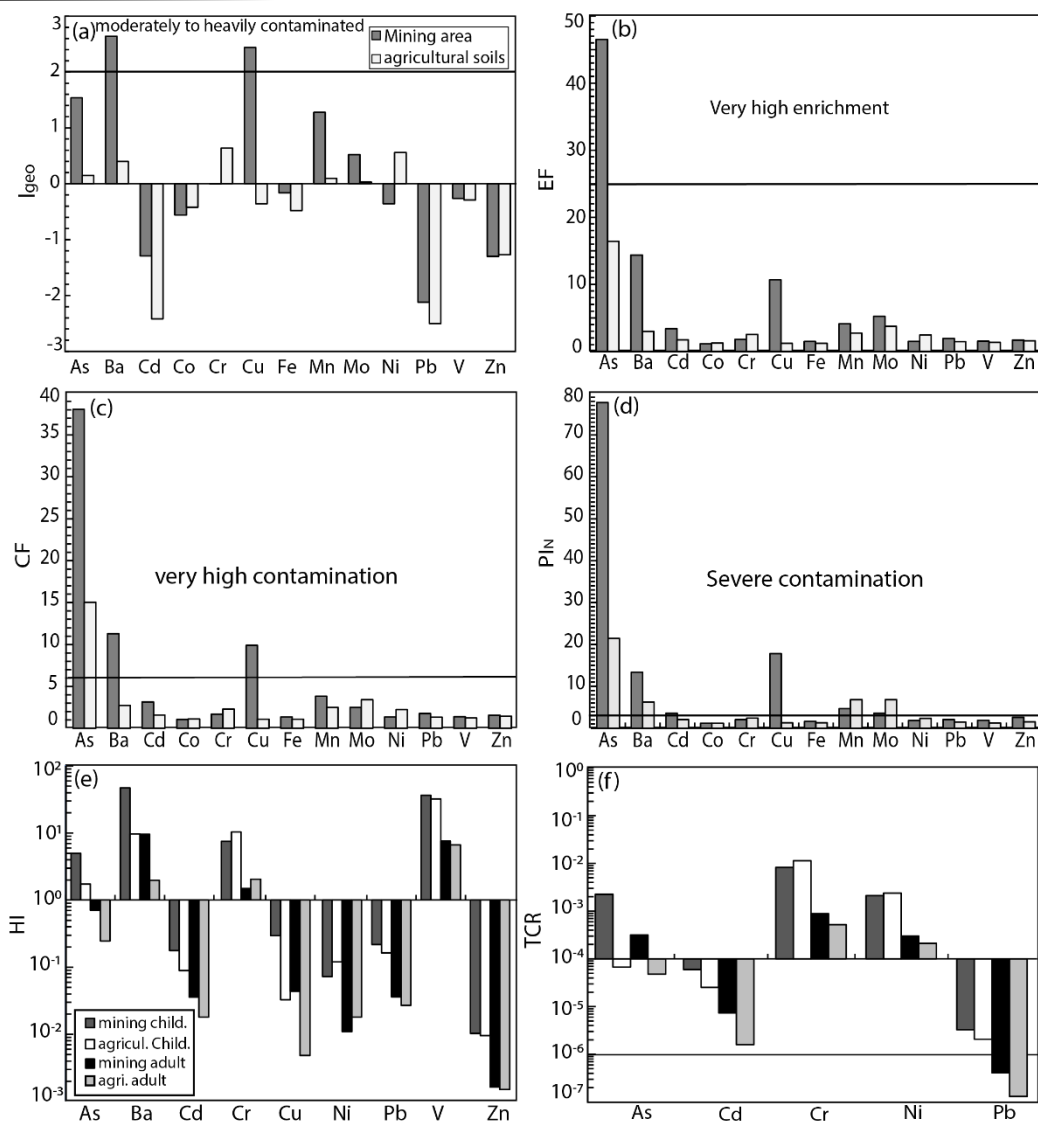 (a) moderately to heavily contaminated
Mining area
agricultural soils
3
2
1
0
-1
-2
-3
Igeo
As Ba Cd Co Cr Cu Fe Mn Mo Ni Pb V Zn
(b)
Very high enrichment
50
40
30
50
20
10
0
EF
As Ba Cd Co Cr Cu Fe Mn Mo Ni Pb V Zn
(c)
very high contamination
40
35
30
25
20
15
10
5
0
CF
As Ba Cd Co Cr Cu Fe Mn Mo Ni Pb V Zn
(d)
Severe contamination
80
70
60
50
40
30
20
10
0
PIN
As Ba Cd Co Cr Cu Fe Mn Mo Ni Pb V Zn
(e)
10²
10¹
10⁰
10⁻¹
10⁻²
10⁻³
HI
mining child.
agricul. Child.
mining adult
agri. adult
As Ba Cd Cr Cu Ni Pb V Zn
(f)
10⁰
10⁻¹
10⁻²
10⁻³
10⁻⁴
10⁻⁵
10⁻⁶
10⁻⁷
TCR
As Cd Cr Ni Pb